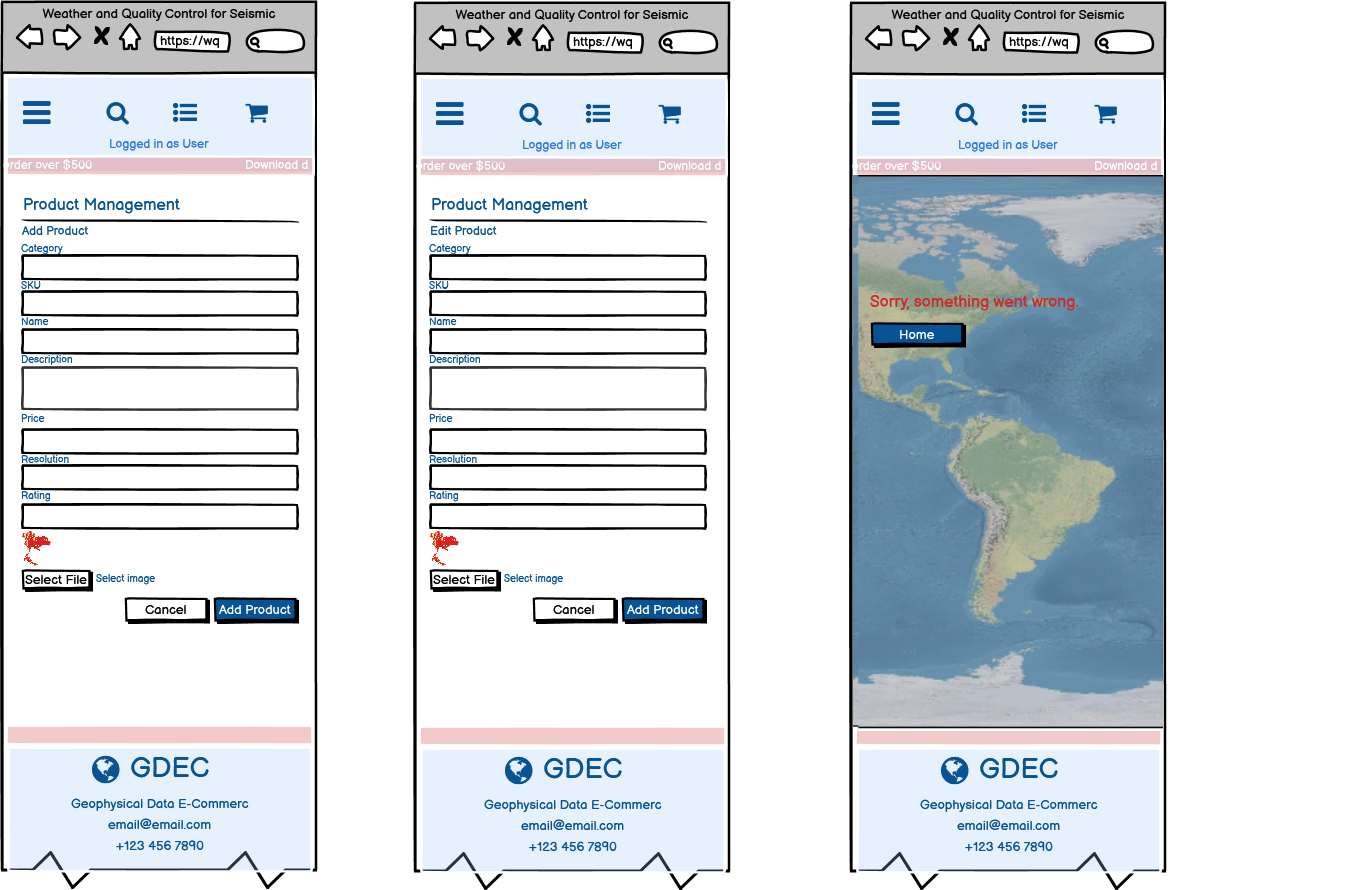 Weather and Quality Control for Seismic
https://wq
Logged in as User
order over $500 Download d
Product Management
Add Product
Category
SKU
Name
Description
Price
Resolution
Rating
Select File Select image
Cancel Add Product
GDEC
Geophysical Data E-Commerc
email@email.com
+123 456 7890
Weather and Quality Control for Seismic
https://wq
Logged in as User
order over $500 Download d
Product Management
Edit Product
Category
SKU
Name
Description
Price
Resolution
Rating
Select File Select image
Cancel Add Product
GDEC
Geophysical Data E-Commerc
email@email.com
+123 456 7890
Weather and Quality Control for Seismic
https://wq
Logged in as User
order over $500 Download d
Sorry, something went wrong.
Home
GDEC
Geophysical Data E-Commerc
email@email.com
+123 456 7890